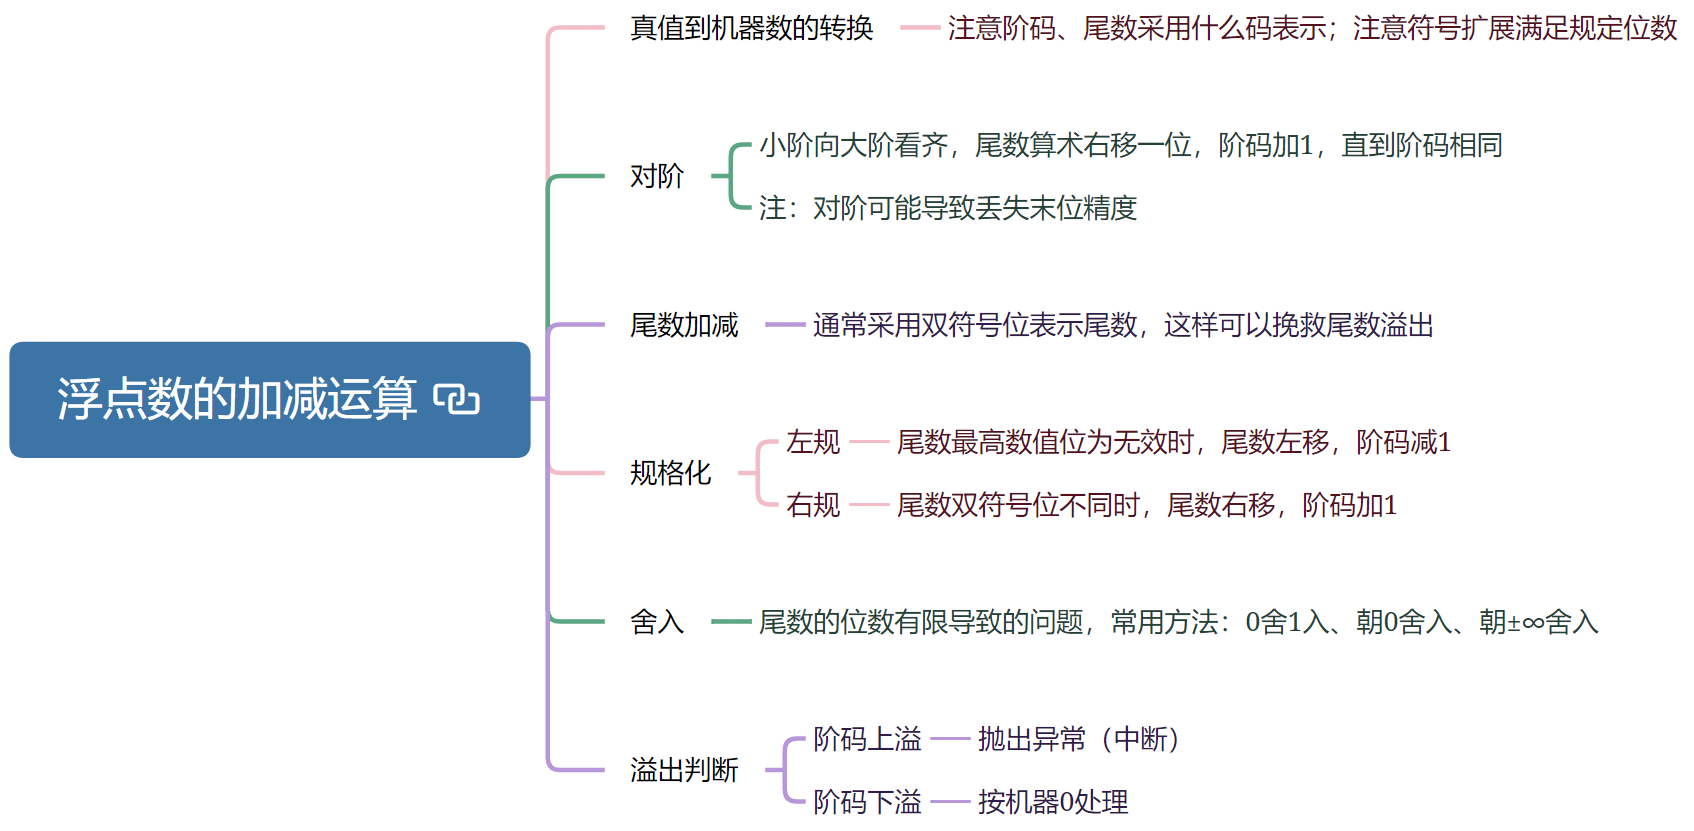 浮点数的加减运算
真值到机器数的转换
注意阶码、尾数采用什么码表示；注意符号扩展满足规定位数
对阶
小阶向大阶看齐，尾数算术右移一位，阶码加1，直到阶码相同
注：对阶可能导致丢失末位精度
尾数加减
通常采用双符号位表示尾数，这样可以挽救尾数溢出
规格化
左规
尾数最高数值位为无效时，尾数左移，阶码减1
右规
尾数双符号位不同时，尾数右移，阶码加1
舍入
尾数的位数有限导致的问题，常用方法：0舍1入、朝0舍入、朝±∞舍入
溢出判断
阶码上溢
抛出异常（中断）
阶码下溢
按机器0处理